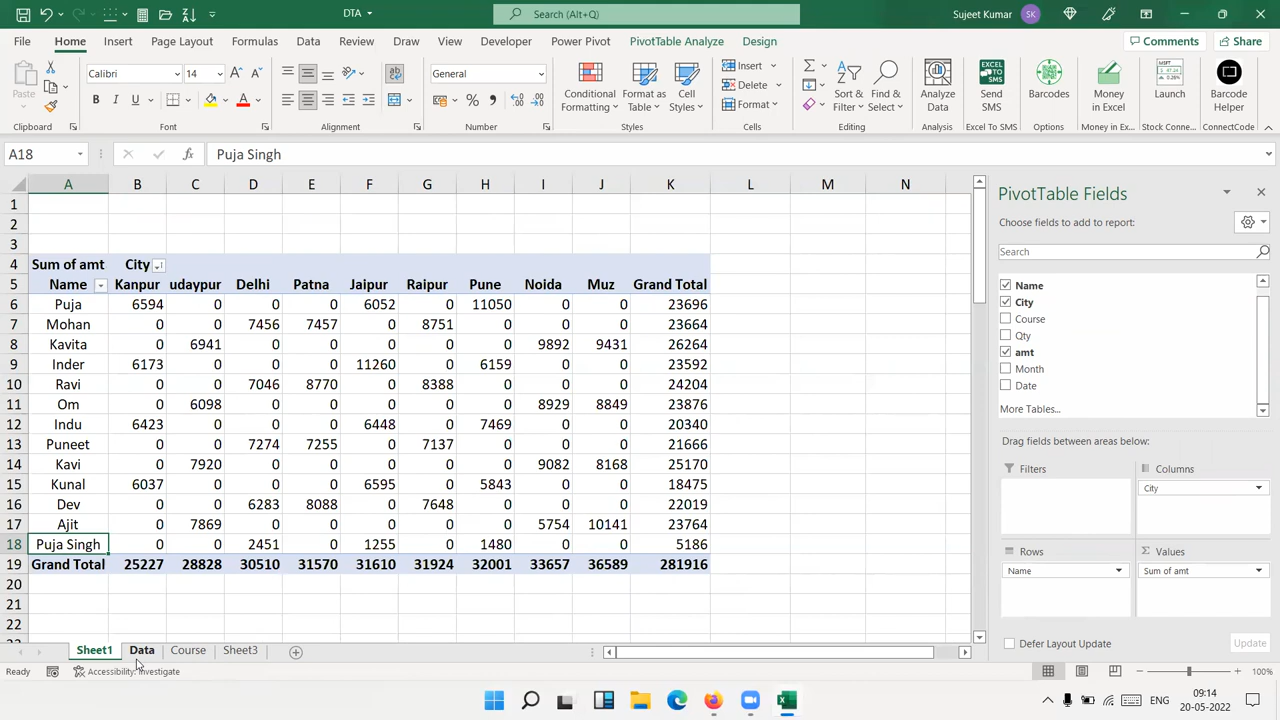 DTA
Search (Alt+Q)
Sujeet Kumar SK
File Home Insert Page Layout Formulas Data Review Draw View Developer Power Pivot PivotTable Analyze Design Comments Share
Paste
Clipboard
Calibri 14
B I U
Font
Alignment
General
Number
Conditional Formatting
Format as Table
Cell Styles
Styles
Insert
Delete
Format
Cells
Sort & Filter
Find & Select
Editing
Analyze Data
Analysis
Send SMS
Excel To SMS
Barcodes
Options
Money in Excel
Money in Ex...
Launch
Stock Connec...
Barcode Helper
ConnectCode
A18 fx Puja Singh
A B C D E F G H I J K L M N
1
2
3
4 Sum of amt City
5 Name Kanpur udaypur Delhi Patna Jaipur Raipur Pune Noida Muz Grand Total
6 Puja 6594 0 0 0 6052 0 11050 0 0 23696
7 Mohan 0 0 7456 7457 0 8751 0 0 0 23664
8 Kavita 0 6941 0 0 0 0 0 9892 9431 26264
9 Inder 6173 0 0 0 11260 0 6159 0 0 23592
10 Ravi 0 0 7046 8770 0 8388 0 0 0 24204
11 Om 0 6098 0 0 0 0 0 8929 8849 23876
12 Indu 6423 0 0 0 6448 0 7469 0 0 20340
13 Puneet 0 0 7274 7255 0 7137 0 0 0 21666
14 Kavi 0 7920 0 0 0 0 0 9082 8168 25170
15 Kunal 6037 0 0 0 6595 0 5843 0 0 18475
16 Dev 0 0 6283 8088 0 7648 0 0 0 22019
17 Ajit 0 7869 0 0 0 0 0 5754 10141 23764
18 Puja Singh 0 0 2451 0 1255 0 1480 0 0 5186
19 Grand Total 25227 28828 30510 31570 31610 31924 32001 33657 36589 281916
20
21
22
PivotTable Fields
Choose fields to add to report:
Search
Name
City
Course
Qty
amt
Month
Date
More Tables...
Drag fields between areas below:
Filters
Columns
City
Rows
Name
Σ Values
Sum of amt
Defer Layout Update Update
Sheet1 Data Course Sheet3
Ready Accessibility: Investigate 100%
ENG 09:14
20-05-2022